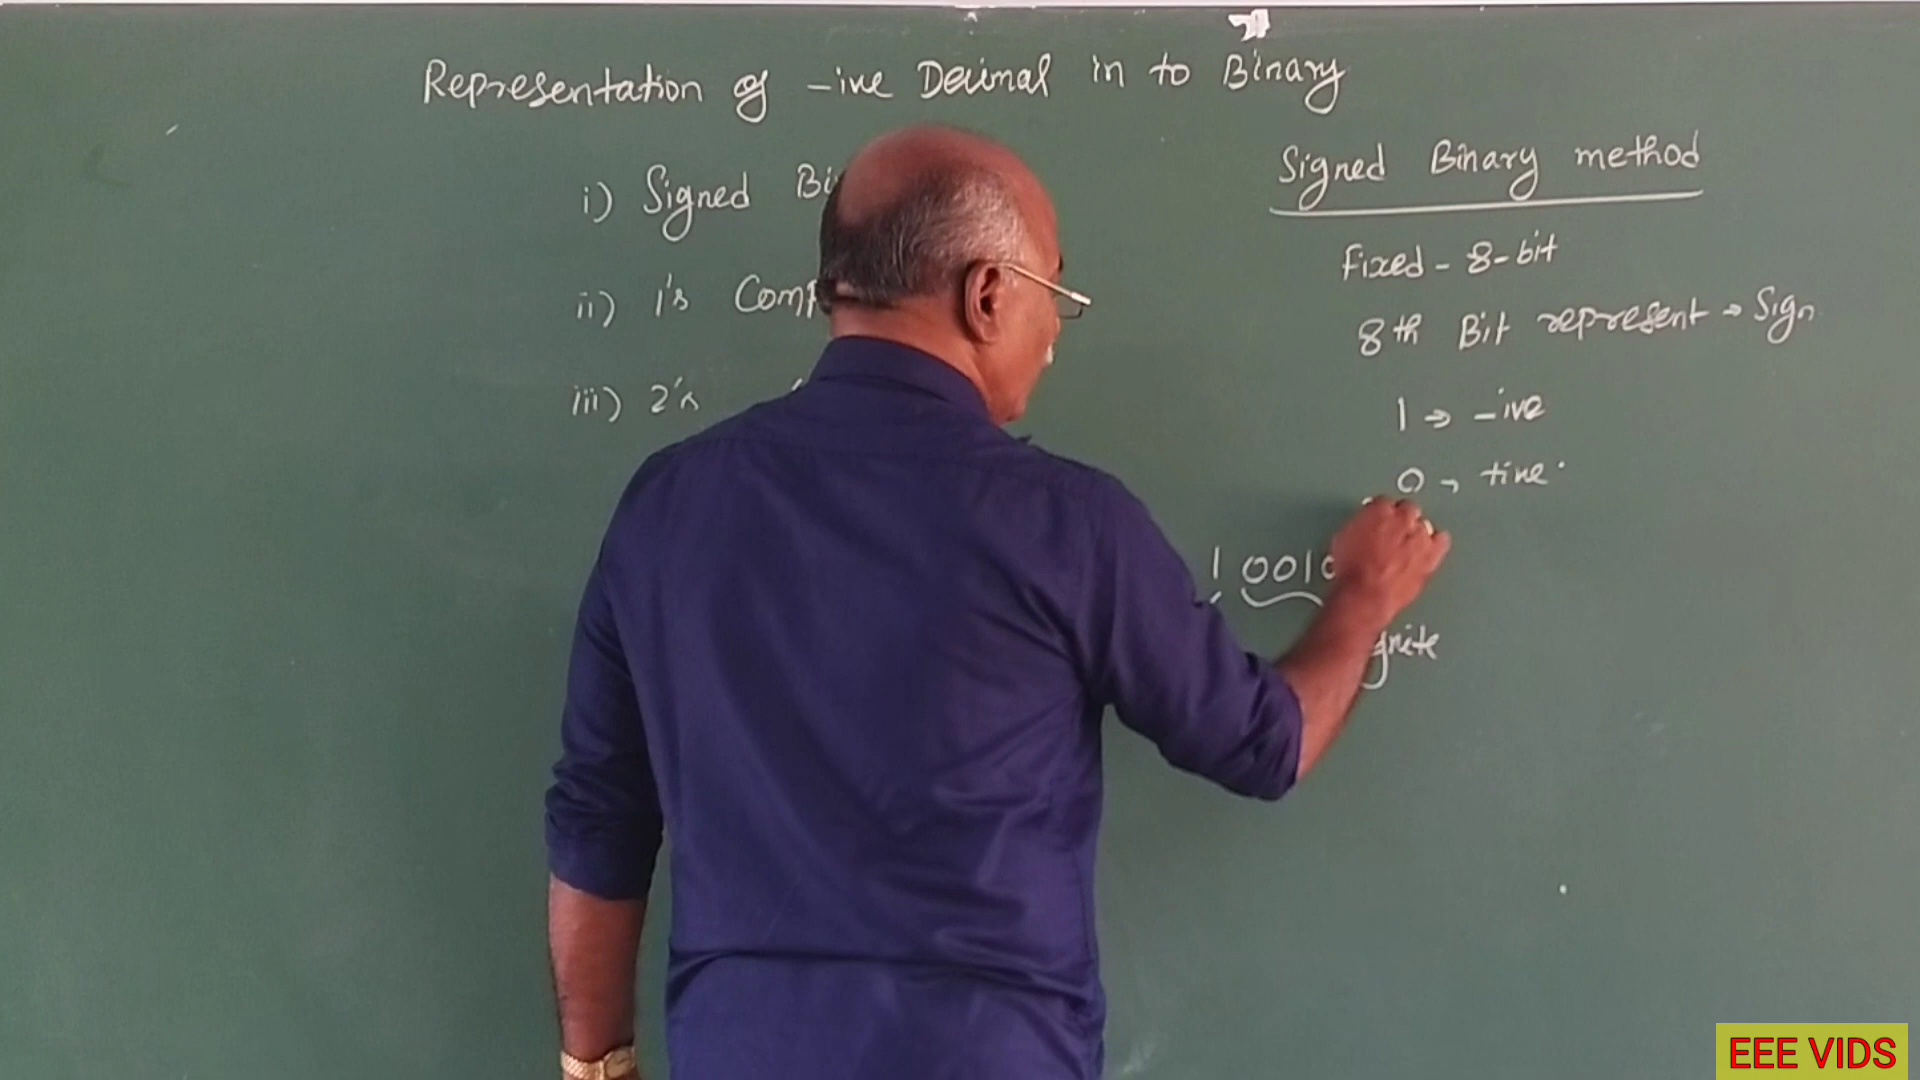 Representation of -ive Decimal in to Binary
i) Signed Bi
ii) 1's Comp
iii) 2's
Signed Binary method
Fixed - 8-bit
8th Bit represent → Sign
1 → -ive
0 → +ive.
1 0010
gnite
EEE VIDS